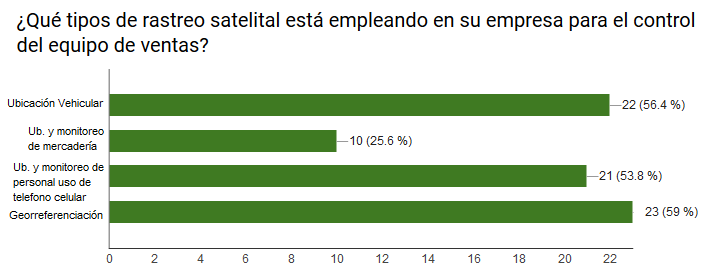 ¿Qué tipos de rastreo satelital está empleando en su empresa para el control
del equipo de ventas?
Ubicación Vehicular
22 (56.4 %)
Ub. y monitoreo
de mercadería
10 (25.6 %)
Ub. y monitoreo de
personal uso de
telefono celular
21 (53.8 %)
Georreferenciación
23 (59 %)
0 2 4 6 8 10 12 14 16 18 20 22